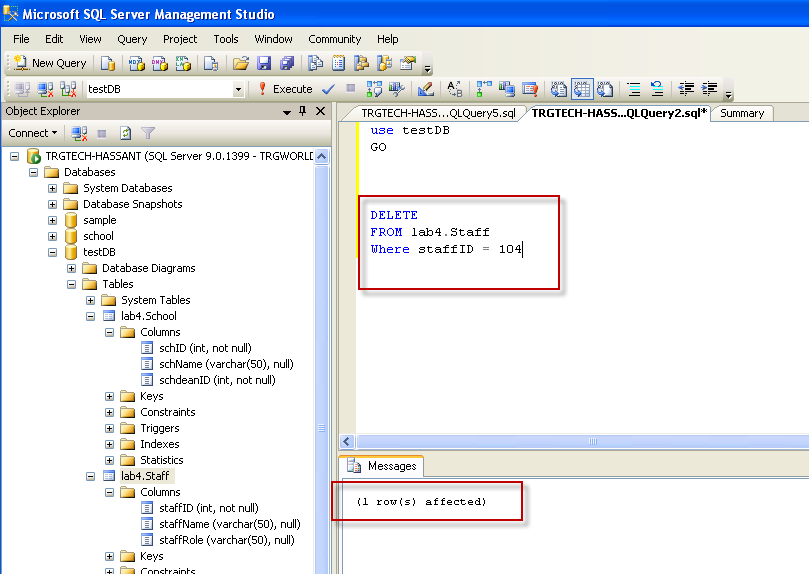 Microsoft SQL Server Management Studio
File Edit View Query Project Tools Window Community Help
New Query
testDB Execute
Object Explorer
Connect
TRGTECH-HASSANT (SQL Server 9.0.1399 - TRGWORLD
Databases
System Databases
Database Snapshots
sample
school
testDB
Database Diagrams
Tables
System Tables
lab4.School
Columns
schID (int, not null)
schName (varchar(50), null)
schdeanID (int, not null)
Keys
Constraints
Triggers
Indexes
Statistics
lab4.Staff
Columns
staffID (int, not null)
staffName (varchar(50), null)
staffRole (varchar(50), null)
Keys
Constraints
TRGTECH-HASS...QLQuery5.sql TRGTECH-HASS...QLQuery2.sql* Summary
use testDB
GO
DELETE
FROM lab4.Staff
Where staffID = 104
Messages
(1 row(s) affected)